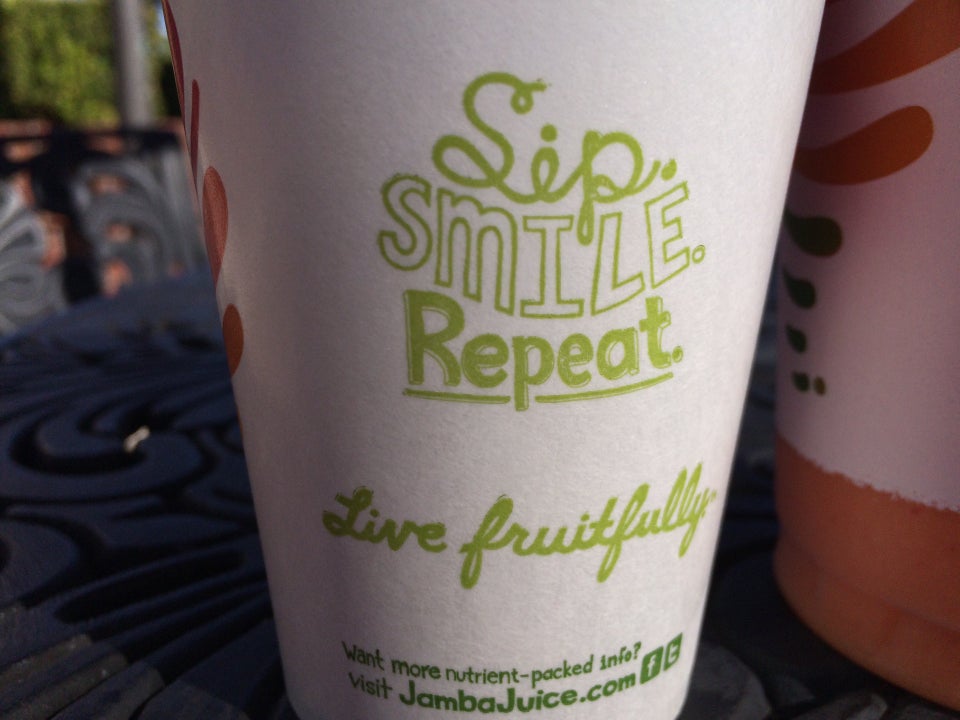 Sip.
SMILE.
Repeat.
Live fruitfully.
Want more nutrient-packed info?
visit JambaJuice.com f t